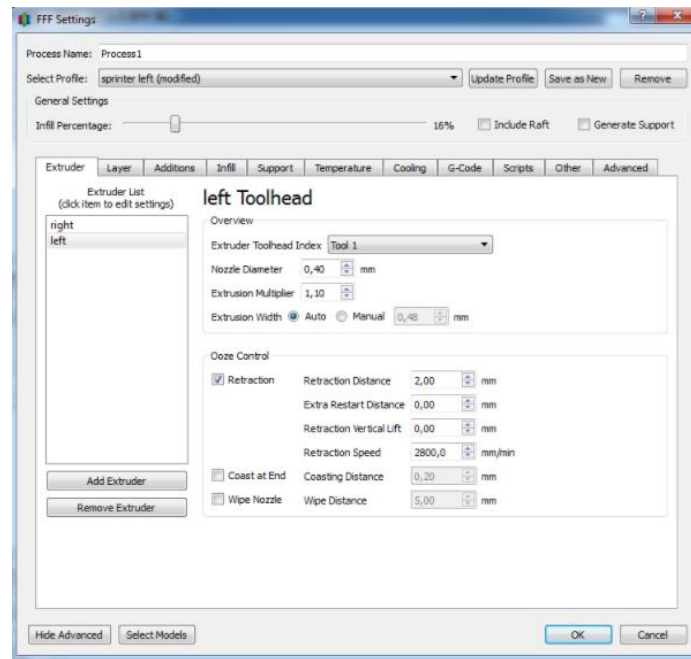 FFF Settings
Process Name: Process1
Select Profile: sprinter left (modified) Update Profile Save as New Remove
General Settings
Infill Percentage: 16% Include Raft Generate Support
Extruder Layer Additions Infill Support Temperature Cooling G-Code Scripts Other Advanced
Extruder List
(click item to edit settings)
right
left
Add Extruder
Remove Extruder
left Toolhead
Overview
Extruder Toolhead Index Tool 1
Nozzle Diameter 0,40 mm
Extrusion Multiplier 1,10
Extrusion Width Auto Manual 0,48 mm
Ooze Control
Retraction Retraction Distance 2,00 mm
Extra Restart Distance 0,00 mm
Retraction Vertical Lift 0,00 mm
Retraction Speed 2800,0 mm/min
Coast at End Coasting Distance 0,20 mm
Wipe Nozzle Wipe Distance 5,00 mm
Hide Advanced Select Models OK Cancel